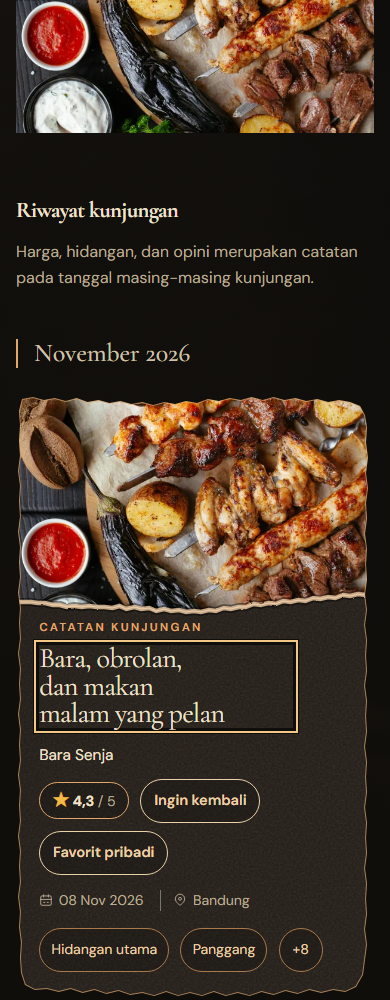 Riwayat kunjungan
Harga, hidangan, dan opini merupakan catatan
pada tanggal masing-masing kunjungan.
November 2026
CATATAN KUNJUNGAN
Bara, obrolan,
dan makan
malam yang pelan
Bara Senja
4,3 / 5
Ingin kembali
Favorit pribadi
08 Nov 2026
Bandung
Hidangan utama
Panggang
+8